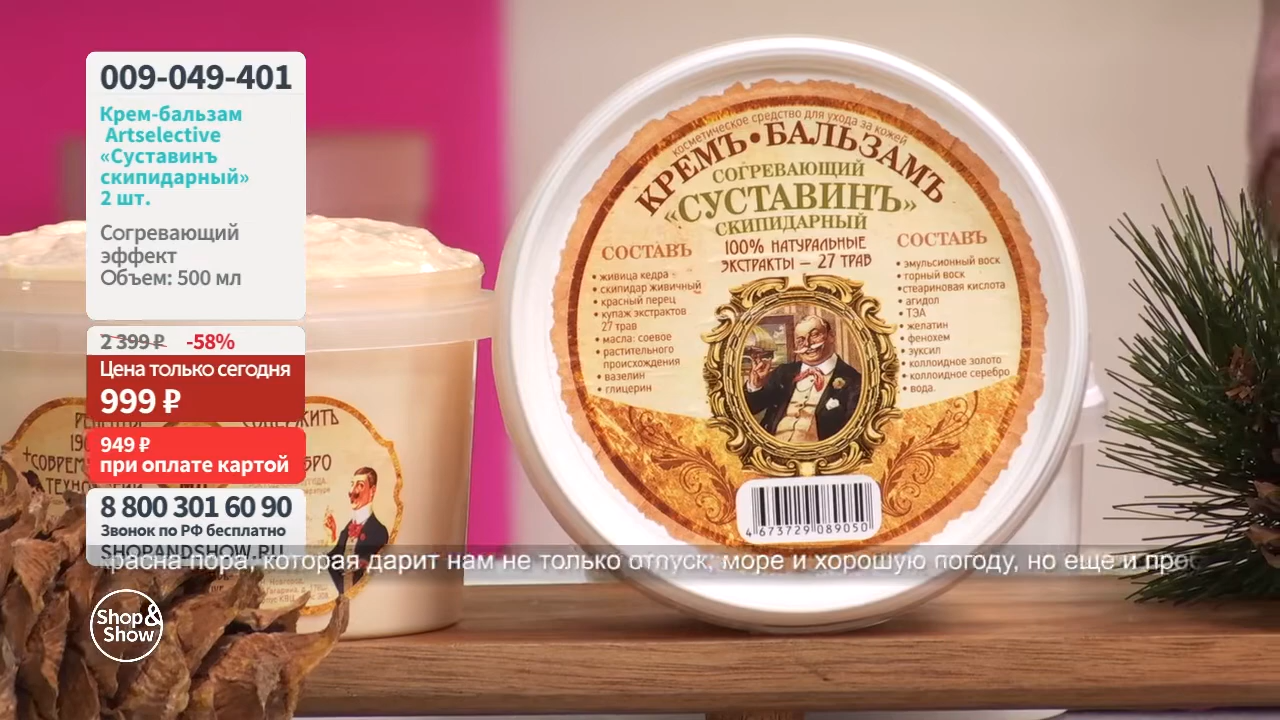 009-049-401
Крем-бальзам
Artselective
«Суставинъ
скипидарный»
2 шт.
Согревающий
эффект
Объем: 500 мл
2 399 ₽ -58%
Цена только сегодня
999 ₽
949 ₽
при оплате картой
8 800 301 60 90
Звонок по РФ бесплатно
SHOPANDSHOW.RU
Shop&
Show
косметическое средство для ухода за кожей
КРЕМЪ•БАЛЬЗАМЪ
СОГРЕВАЮЩИЙ
«СУСТАВИНЪ»
СКИПИДАРНЫЙ
100% НАТУРАЛЬНЫЕ
ЭКСТРАКТЫ – 27 ТРАВ
СОСТАВЪ
• живица кедра
• скипидар живичный
• красный перец
• купаж экстрактов
27 трав
• масла: соевое
• растительного
происхождения
• вазелин
• глицерин
СОСТАВЪ
• эмульсионный воск
• горный воск
• стеариновая кислота
• агидол
• ТЭА
• желатин
• фенохем
• эуксил
• коллоидное золото
• коллоидное серебро
• вода.
4 673729 089050
которая дарит нам не только отпуск, море и хорошую погоду, но еще и